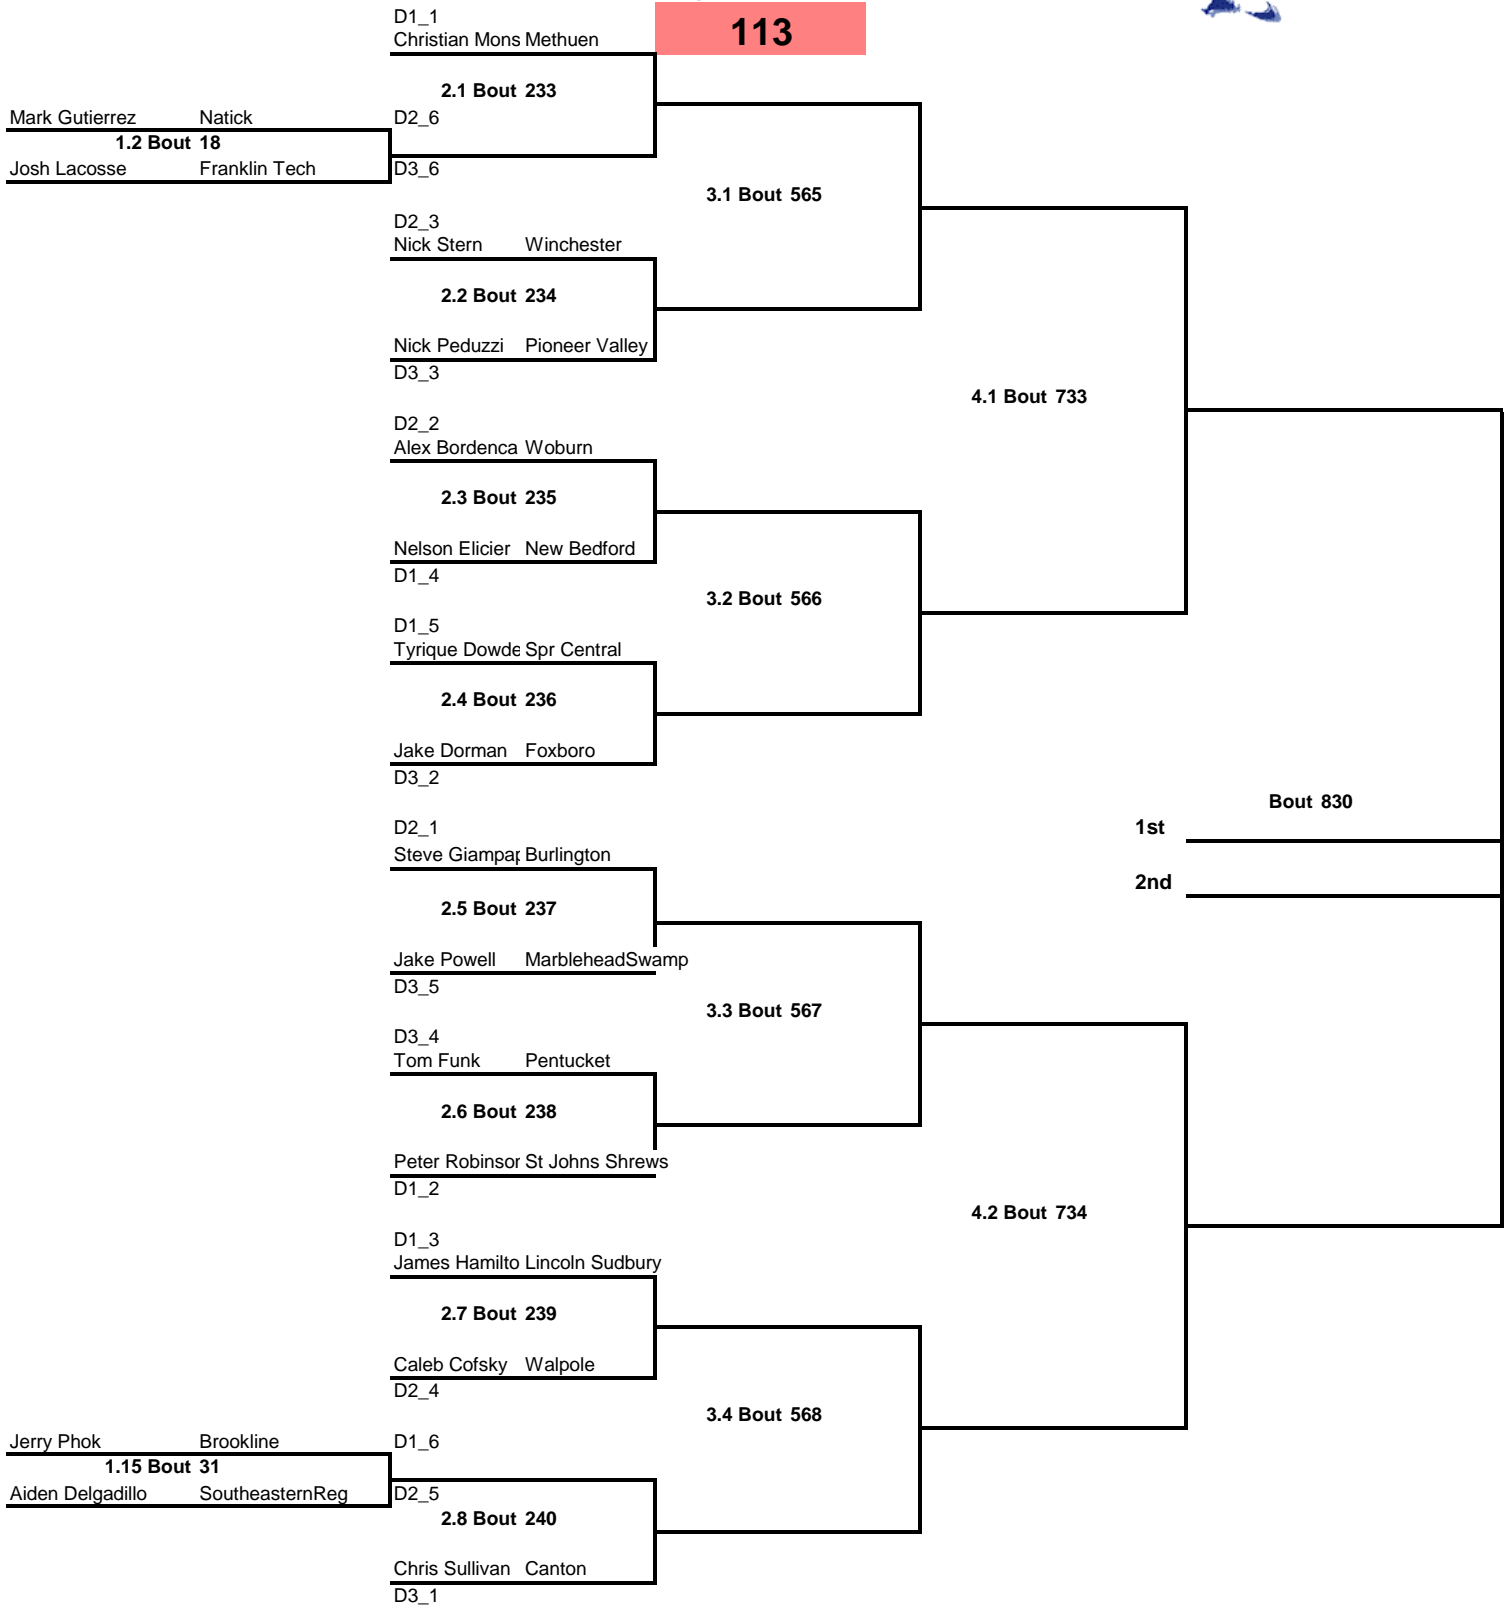 D1_1
Christian Mons Methuen
113
2.1 Bout 233
Mark Gutierrez Natick
D2_6
1.2 Bout 18
Josh Lacosse Franklin Tech
D3_6
3.1 Bout 565
D2_3
Nick Stern Winchester
2.2 Bout 234
Nick Peduzzi Pioneer Valley
D3_3
4.1 Bout 733
D2_2
Alex Bordenca Woburn
2.3 Bout 235
Nelson Elicier New Bedford
D1_4
3.2 Bout 566
D1_5
Tyrique Dowde Spr Central
2.4 Bout 236
Jake Dorman Foxboro
D3_2
Bout 830
D2_1
1st
Steve Giampap Burlington
2nd
2.5 Bout 237
Jake Powell MarbleheadSwamp
D3_5
3.3 Bout 567
D3_4
Tom Funk Pentucket
2.6 Bout 238
Peter Robinsor St Johns Shrews
D1_2
4.2 Bout 734
D1_3
James Hamilto Lincoln Sudbury
2.7 Bout 239
Caleb Cofsky Walpole
D2_4
3.4 Bout 568
Jerry Phok Brookline
D1_6
1.15 Bout 31
Aiden Delgadillo SoutheasternReg
D2_5
2.8 Bout 240
Chris Sullivan Canton
D3_1